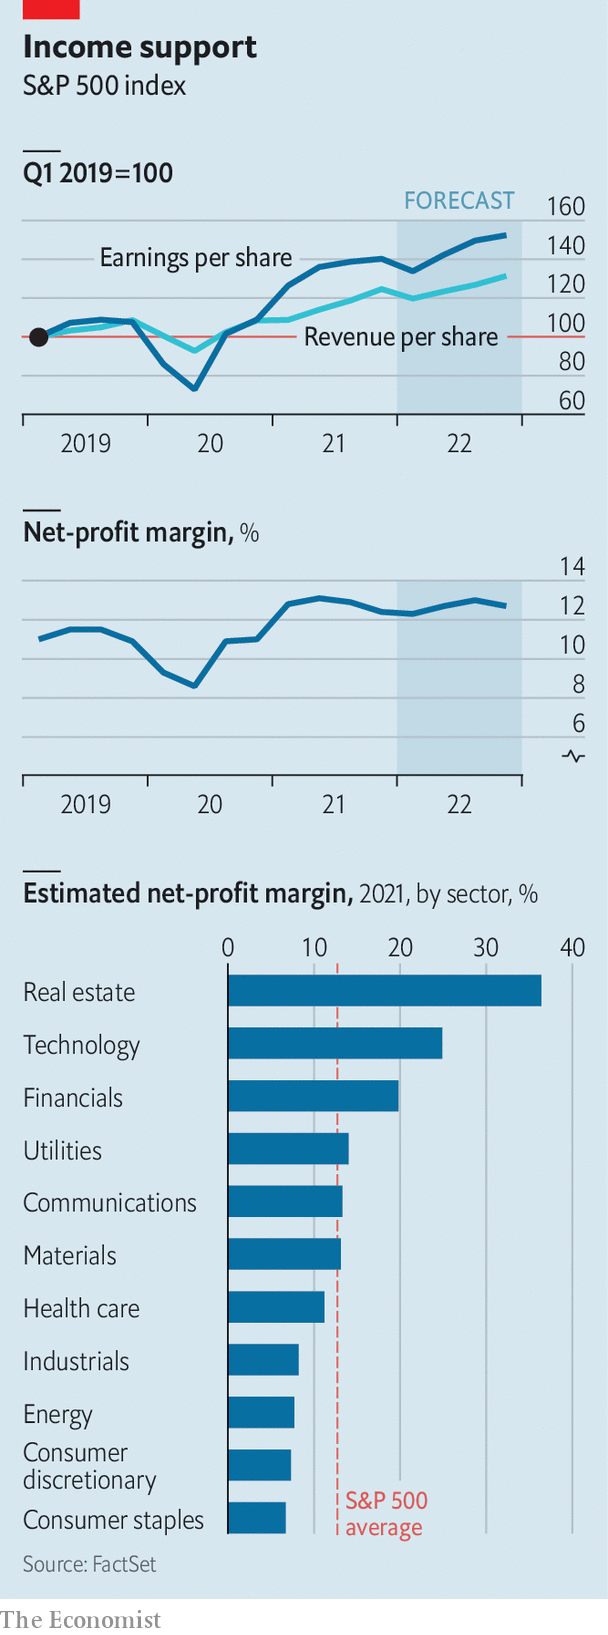 Income support
S&P 500 index
Q1 2019=100
FORECAST
160
140
Earnings per share
120
100
Revenue per share
80
60
2019 20 21 22
Net-profit margin, %
14
12
10
8
6
2019 20 21 22
Estimated net-profit margin, 2021, by sector, %
0 10 20 30 40
Real estate
Technology
Financials
Utilities
Communications
Materials
Health care
Industrials
Energy
Consumer
discretionary
Consumer staples
S&P 500
average
Source: FactSet
The Economist